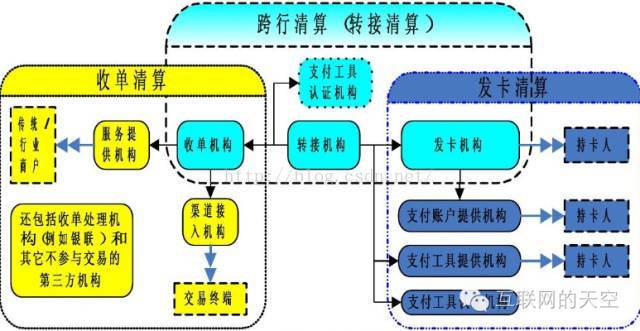 跨行清算（转接清算）
收单清算
支付工具
认证机构
发卡清算
传统/
行业
商户
服务提
供机构
收单机构
转接机构
发卡机构
持卡人
http://blog.csdn.net/
渠道接
入机构
还包括收单处理机
构(例如银联)和
其它不参与交易的
第三方机构
支付账户提供机构
持卡人
支付工具提供机构
持卡人
交易终端
支付工具
机构
互联网的天空